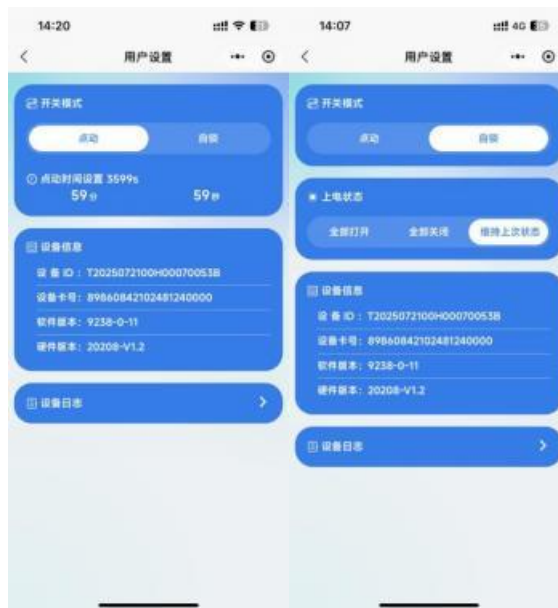 14:20
用户设置
开关模式
点动
自锁
点动时间设置 3599s
59分
59秒
设备信息
设 备 ID : T2025072100H00070053B
设备卡号: 89860842102481240000
软件版本: 9238-0-11
硬件版本: 20208-V1.2
设备日志
14:07
4G
用户设置
开关模式
点动
自锁
上电状态
全部打开
全部关闭
维持上次状态
设备信息
设 备 ID : T2025072100H00070053B
设备卡号: 89860842102481240000
软件版本: 9238-0-11
硬件版本: 20208-V1.2
设备日志